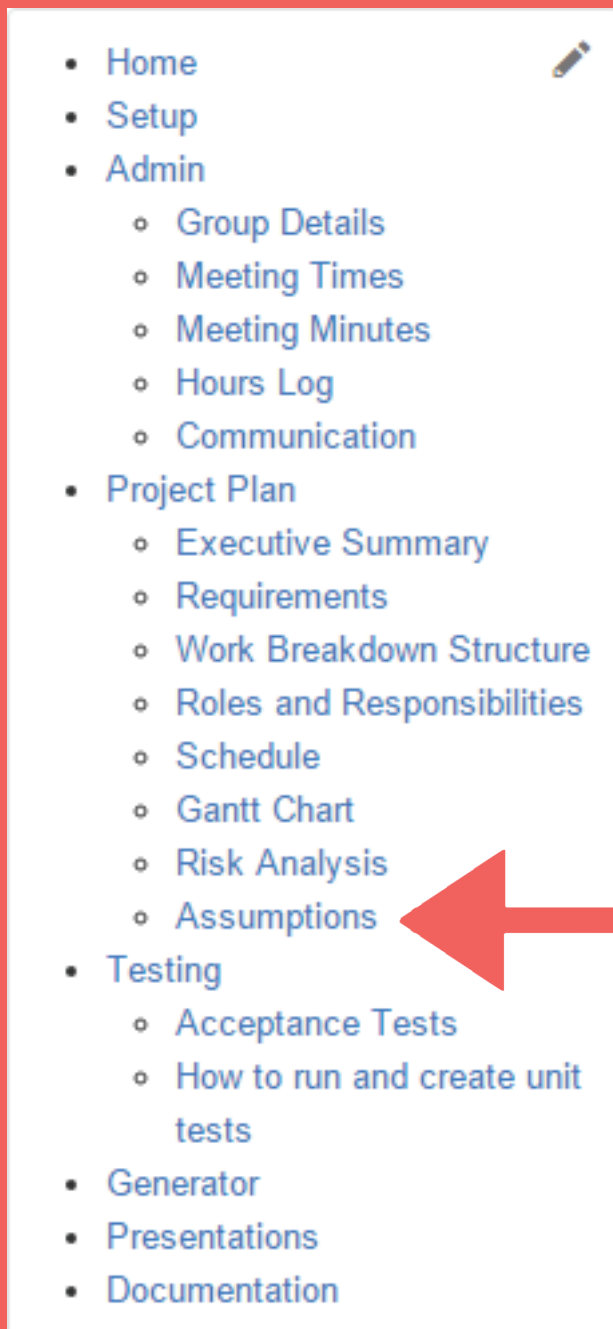 Home
Setup
Admin
Group Details
Meeting Times
Meeting Minutes
Hours Log
Communication
Project Plan
Executive Summary
Requirements
Work Breakdown Structure
Roles and Responsibilities
Schedule
Gantt Chart
Risk Analysis
Assumptions
Testing
Acceptance Tests
How to run and create unit
tests
Generator
Presentations
Documentation